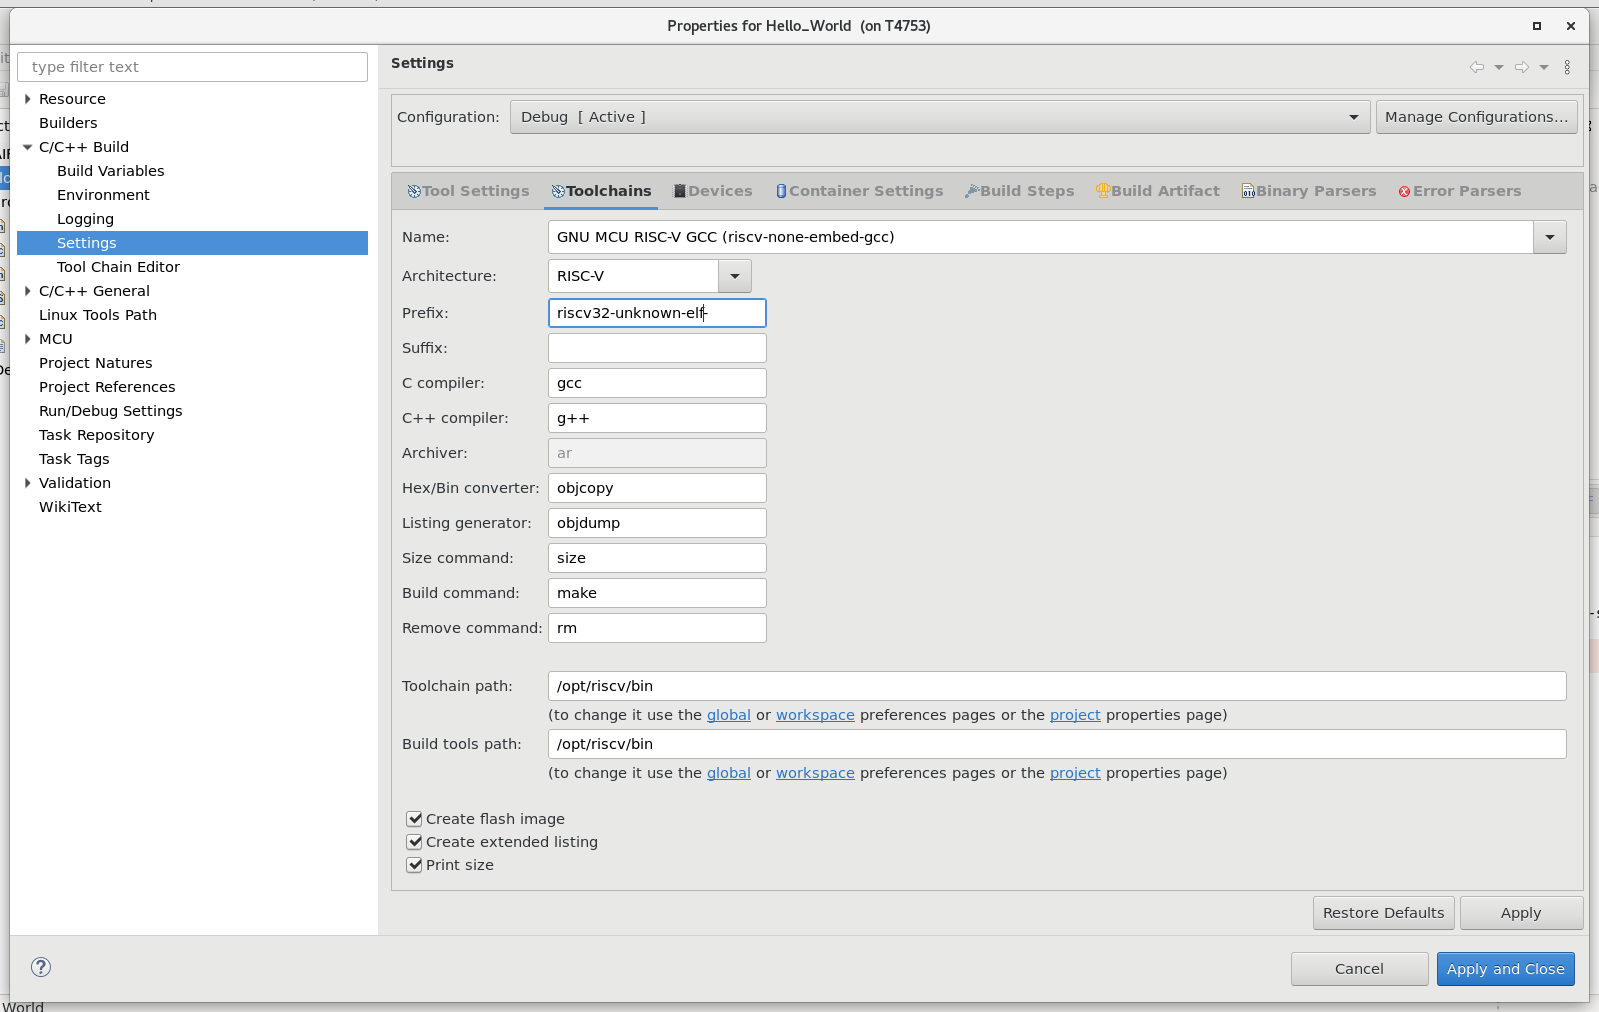 Properties for Hello_World (on T4753)
type filter text
Resource
Builders
C/C++ Build
Build Variables
Environment
Logging
Settings
Tool Chain Editor
C/C++ General
Linux Tools Path
MCU
Project Natures
Project References
Run/Debug Settings
Task Repository
Task Tags
Validation
WikiText
Settings
Configuration: Debug [ Active ] Manage Configurations...
Tool Settings Toolchains Devices Container Settings Build Steps Build Artifact Binary Parsers Error Parsers
Name: GNU MCU RISC-V GCC (riscv-none-embed-gcc)
Architecture: RISC-V
Prefix: riscv32-unknown-elf-
Suffix:
C compiler: gcc
C++ compiler: g++
Archiver: ar
Hex/Bin converter: objcopy
Listing generator: objdump
Size command: size
Build command: make
Remove command: rm
Toolchain path: /opt/riscv/bin
(to change it use the global or workspace preferences pages or the project properties page)
Build tools path: /opt/riscv/bin
(to change it use the global or workspace preferences pages or the project properties page)
Create flash image
Create extended listing
Print size
Restore Defaults Apply
? Cancel Apply and Close
World